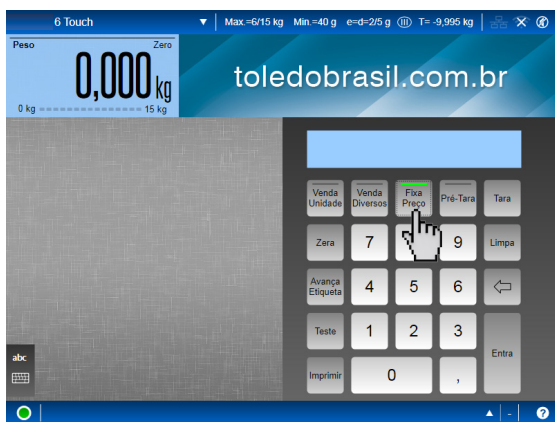 6 Touch ▼ Max.=6/15 kg Min.=40 g e=d=2/5 g (III) T= -9,995 kg
Peso Zero
0,000 kg
0 kg 15 kg
toledobrasil.com.br
Venda Unidade
Venda Diversos
Fixa Preço
Pré-Tara
Tara
Zera
7
9
Limpa
Avança Etiqueta
4
5
6
Teste
1
2
3
Entra
Imprimir
0
,
abc
▲ - ?